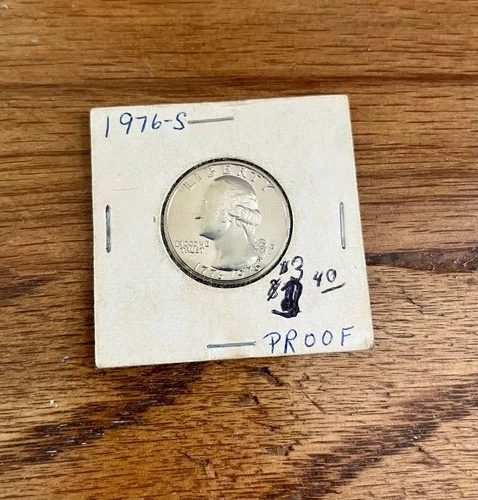 1976-S
LIBERTY
IN GOD WE
TRUST
1776-1976
$3
$ 40
PROOF